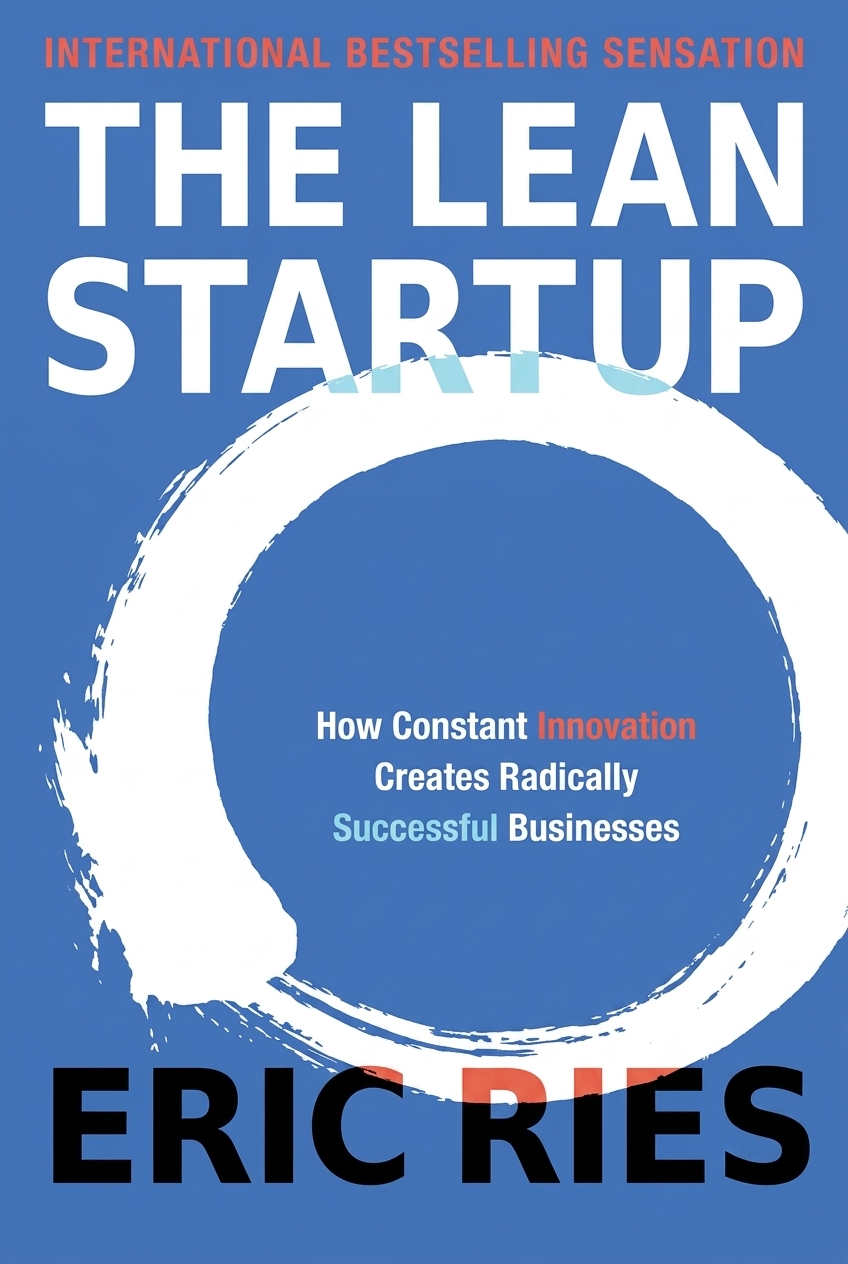 INTERNATIONAL BESTSELLING SENSATION
THE LEAN
STARTUP
How Constant Innovation
Creates Radically
Successful Businesses
ERIC RIES